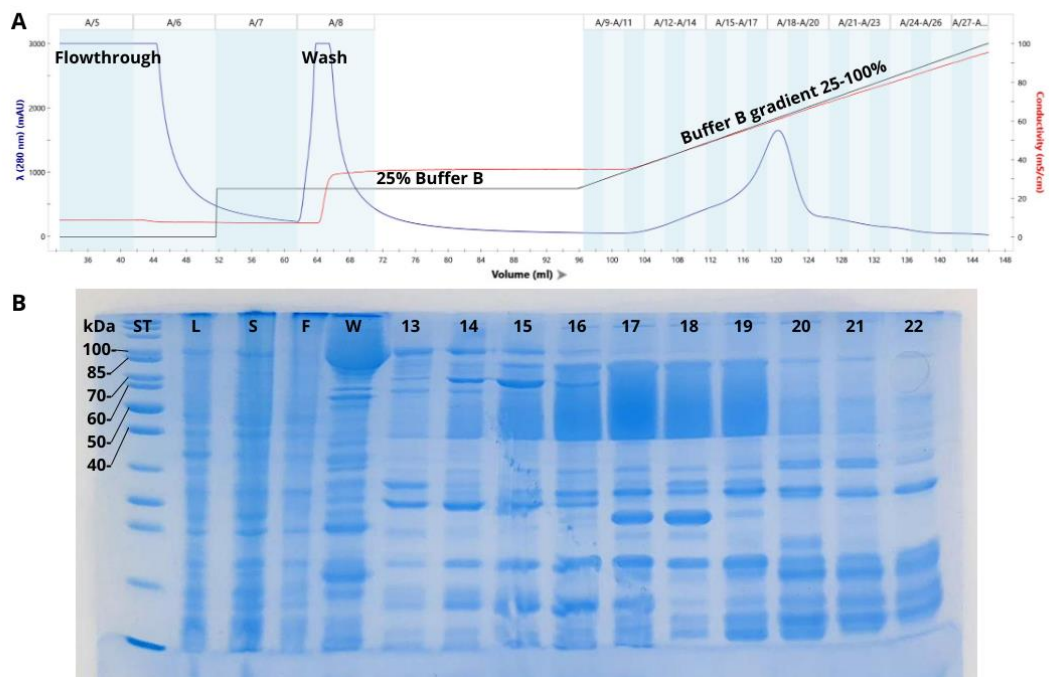 A
A/5 A/6 A/7 A/8 A/9-A/11 A/12-A/14 A/15-A/17 A/18-A/20 A/21-A/23 A/24-A/26 A/27-A...
3000 100
Flowthrough Wash
Buffer B gradient 25-100%
80
2000
60
1000 40
25% Buffer B
20
0 0
λ (280 nm) (mAU)
Conductivity (mS/cm)
36 40 44 48 52 56 60 64 68 72 76 80 84 88 92 96 100 104 108 112 116 120 124 128 132 136 140 144 148
Volume (ml)
B
kDa ST L S F W 13 14 15 16 17 18 19 20 21 22
100-
85-
70-
60-
50-
40-